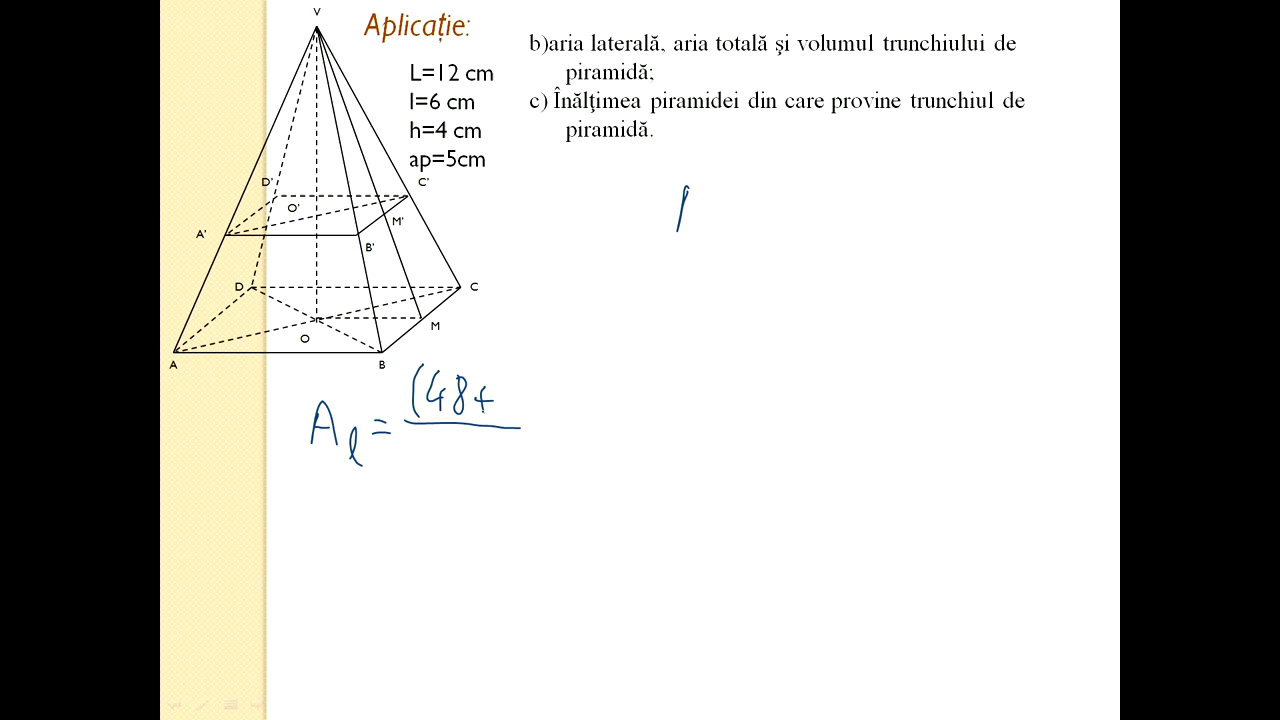 V
Aplicație:
b)aria laterală, aria totală şi volumul trunchiului de
piramidă;
c) Înălţimea piramidei din care provine trunchiul de
piramidă.
L=12 cm
l=6 cm
h=4 cm
ap=5cm
D' C'
O'
M'
A'
B'
D C
M
O
A B
A_l = (48+